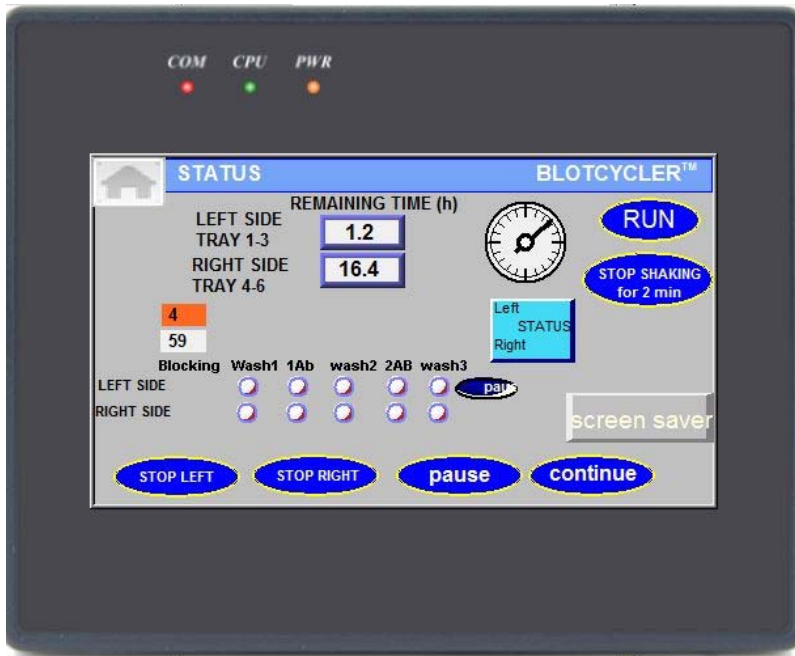 COM CPU PWR
STATUS BLOTCYCLER™
REMAINING TIME (h)
LEFT SIDE
TRAY 1-3
1.2
RIGHT SIDE
TRAY 4-6
16.4
RUN
STOP SHAKING
for 2 min
4
59
Left
STATUS
Right
Blocking Wash1 1Ab wash2 2AB wash3
LEFT SIDE
pau
RIGHT SIDE
screen saver
STOP LEFT STOP RIGHT pause continue